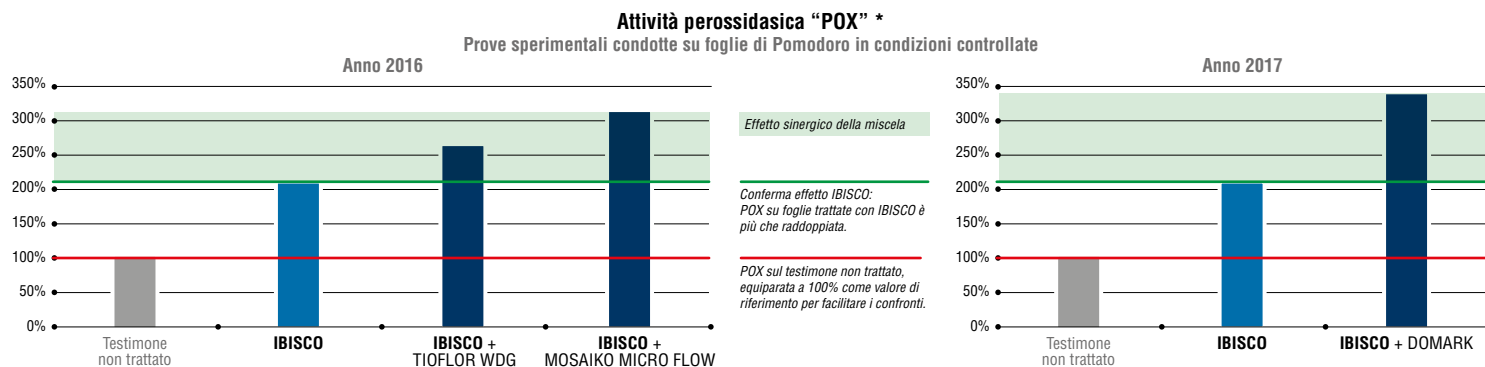 Attività perossidasica “POX” *
Prove sperimentali condotte su foglie di Pomodoro in condizioni controllate
Anno 2016
350%
300%
250%
200%
150%
100%
50%
0%
Testimone
non trattato
IBISCO
IBISCO +
TIOFLOR WDG
IBISCO +
MOSAIKO MICRO FLOW
Effetto sinergico della miscela
Conferma effetto IBISCO:
POX su foglie trattate con IBISCO è
più che raddoppiata.
POX sul testimone non trattato,
equiparata a 100% come valore di
riferimento per facilitare i confronti.
Anno 2017
350%
300%
250%
200%
150%
100%
50%
0%
Testimone
non trattato
IBISCO
IBISCO + DOMARK